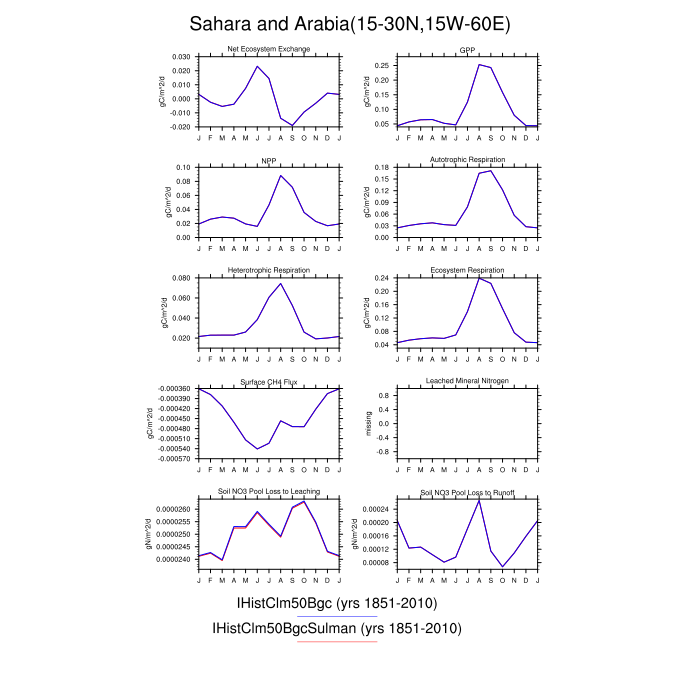 Sahara and Arabia(15-30N,15W-60E)
Net Ecosystem Exchange
gC/m^2/d
0.030
0.020
0.010
0.000
-0.010
-0.020
J F M A M J J A S O N D J
GPP
gC/m^2/d
0.25
0.20
0.15
0.10
0.05
J F M A M J J A S O N D J
NPP
gC/m^2/d
0.10
0.08
0.06
0.04
0.02
0.00
J F M A M J J A S O N D J
Autotrophic Respiration
gC/m^2/d
0.18
0.15
0.12
0.09
0.06
0.03
0.00
J F M A M J J A S O N D J
Heterotrophic Respiration
gC/m^2/d
0.080
0.060
0.040
0.020
J F M A M J J A S O N D J
Ecosystem Respiration
gC/m^2/d
0.24
0.20
0.16
0.12
0.08
0.04
J F M A M J J A S O N D J
Surface CH4 Flux
gC/m^2/d
-0.000360
-0.000390
-0.000420
-0.000450
-0.000480
-0.000510
-0.000540
-0.000570
J F M A M J J A S O N D J
Leached Mineral Nitrogen
missing
0.8
0.4
0.0
-0.4
-0.8
J F M A M J J A S O N D J
Soil NO3 Pool Loss to Leaching
gN/m^2/d
0.0000260
0.0000255
0.0000250
0.0000245
0.0000240
J F M A M J J A S O N D J
Soil NO3 Pool Loss to Runoff
gN/m^2/d
0.00024
0.00020
0.00016
0.00012
0.00008
J F M A M J J A S O N D J
IHistClm50Bgc (yrs 1851-2010)
IHistClm50BgcSulman (yrs 1851-2010)